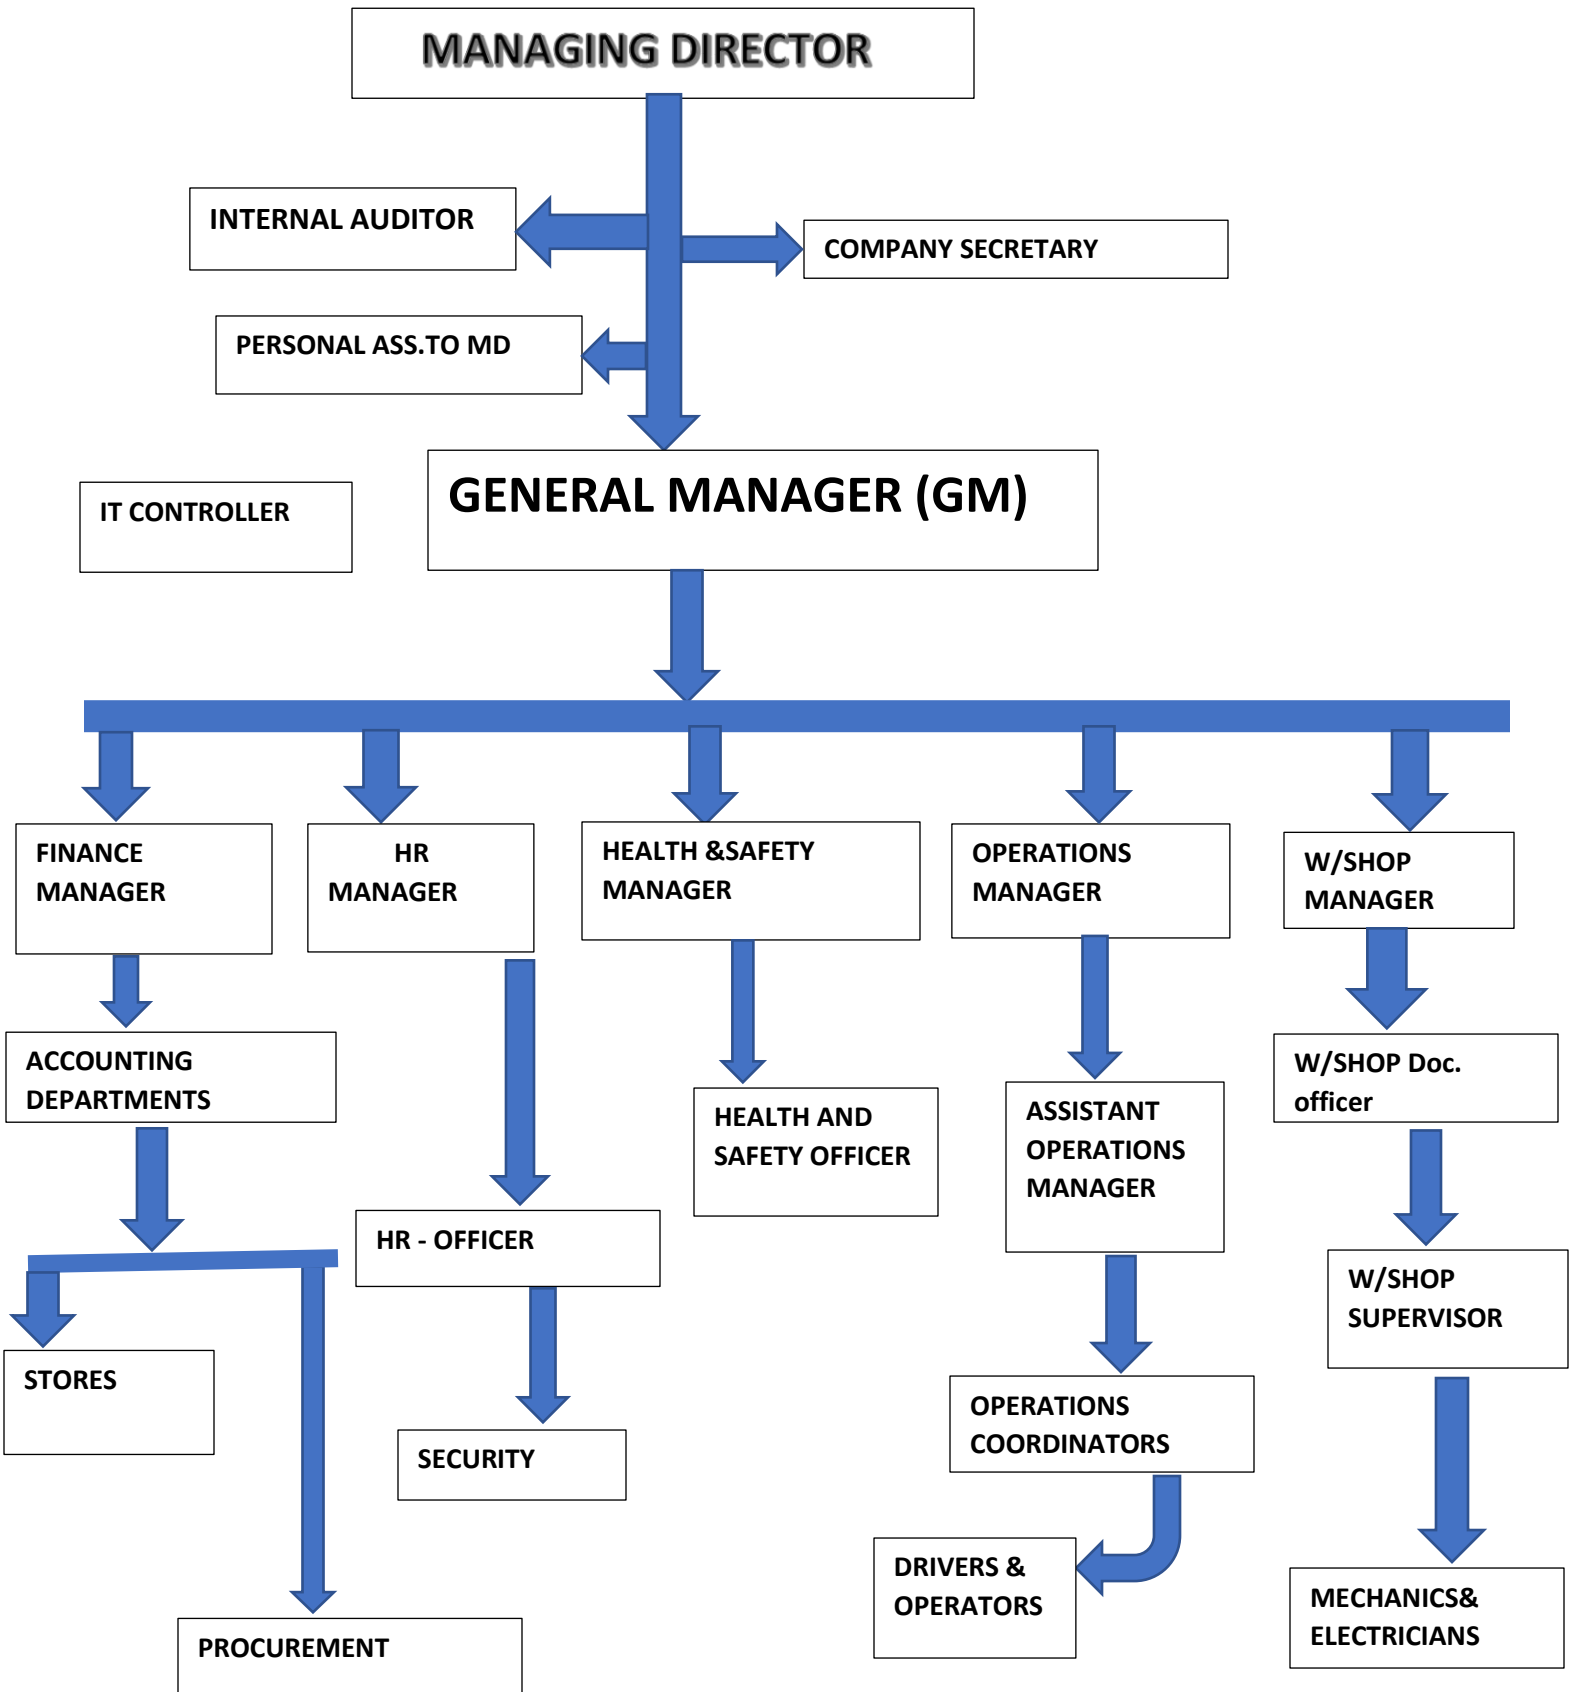 MANAGING DIRECTOR
INTERNAL AUDITOR
COMPANY SECRETARY
PERSONAL ASS.TO MD
GENERAL MANAGER (GM)
IT CONTROLLER
FINANCE
MANAGER
HR
MANAGER
HEALTH &SAFETY
MANAGER
OPERATIONS
MANAGER
W/SHOP
MANAGER
ACCOUNTING
DEPARTMENTS
HEALTH AND
SAFETY OFFICER
ASSISTANT
OPERATIONS
MANAGER
W/SHOP Doc.
officer
HR - OFFICER
W/SHOP
SUPERVISOR
STORES
SECURITY
OPERATIONS
COORDINATORS
DRIVERS &
OPERATORS
MECHANICS&
ELECTRICIANS
PROCUREMENT